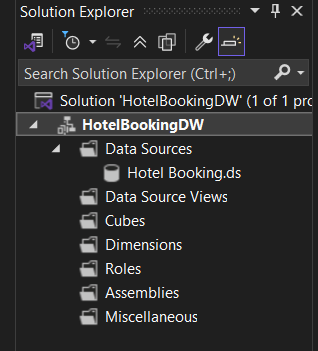 Solution Explorer
Search Solution Explorer (Ctrl+;)
Solution 'HotelBookingDW' (1 of 1 pro
HotelBookingDW
Data Sources
Hotel Booking.ds
Data Source Views
Cubes
Dimensions
Roles
Assemblies
Miscellaneous